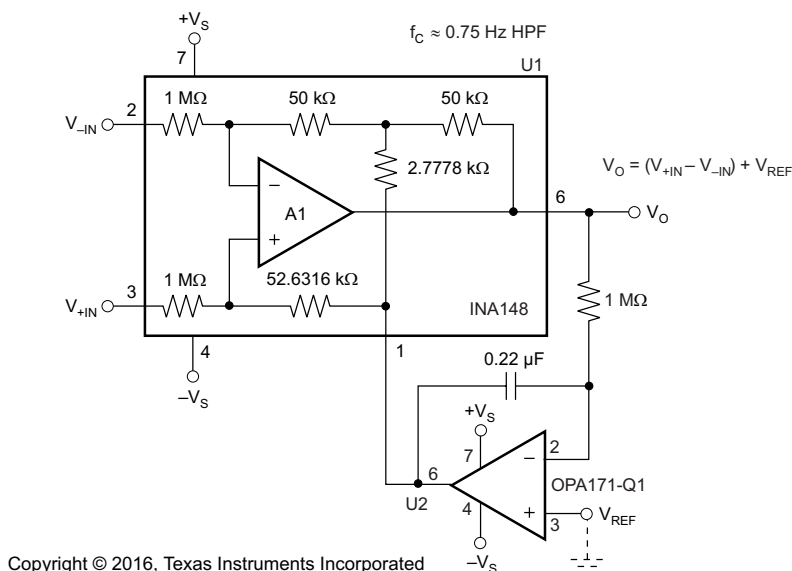 +VS
fC ≈ 0.75 Hz HPF
7
U1
2
1 MΩ
50 kΩ
50 kΩ
V–IN
2.7778 kΩ
VO = (V+IN – V–IN) + VREF
–
A1
+
6
VO
3
1 MΩ
52.6316 kΩ
V+IN
INA148
1 MΩ
4
1
–VS
0.22 µF
+VS
7
–
2
6
OPA171-Q1
U2
4
+
3
VREF
–VS
Copyright © 2016, Texas Instruments Incorporated